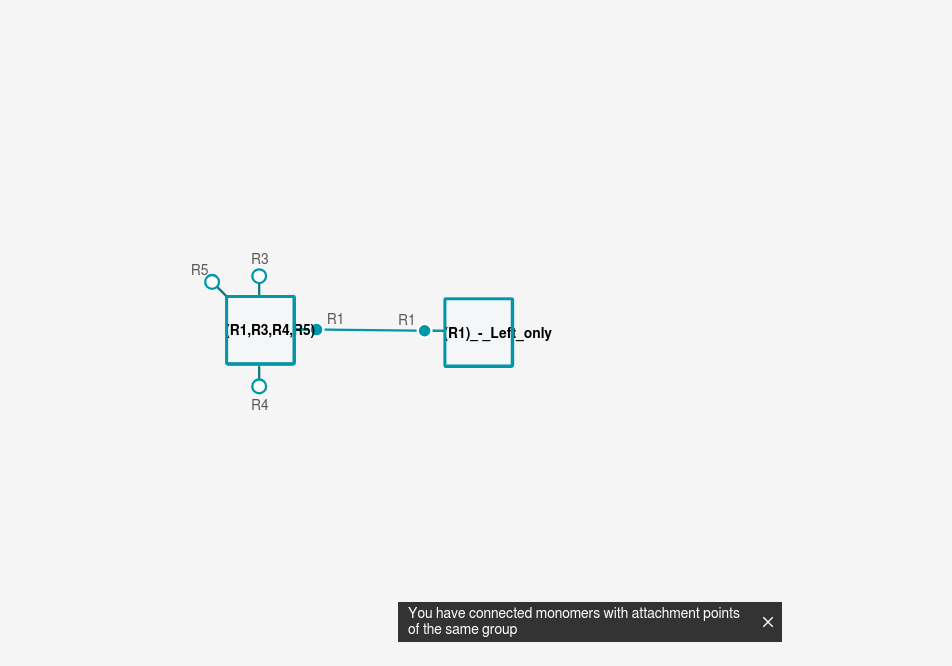 R3
R5
R1
R1
(R1,R3,R4,R5)
(R1)_-_Left_only
R4
You have connected monomers with attachment points
of the same group